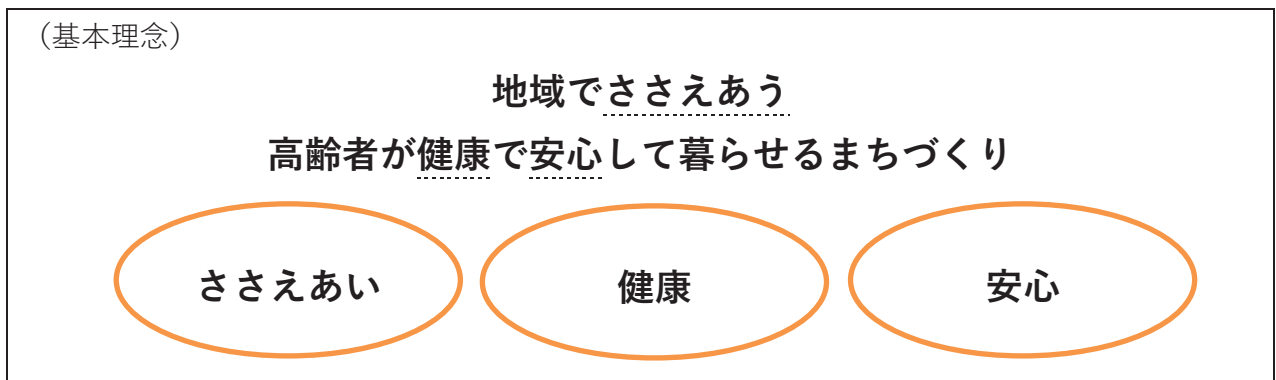 （基本理念）
地域でささえあう
高齢者が健康で安心して暮らせるまちづくり
ささえあい
健康
安心